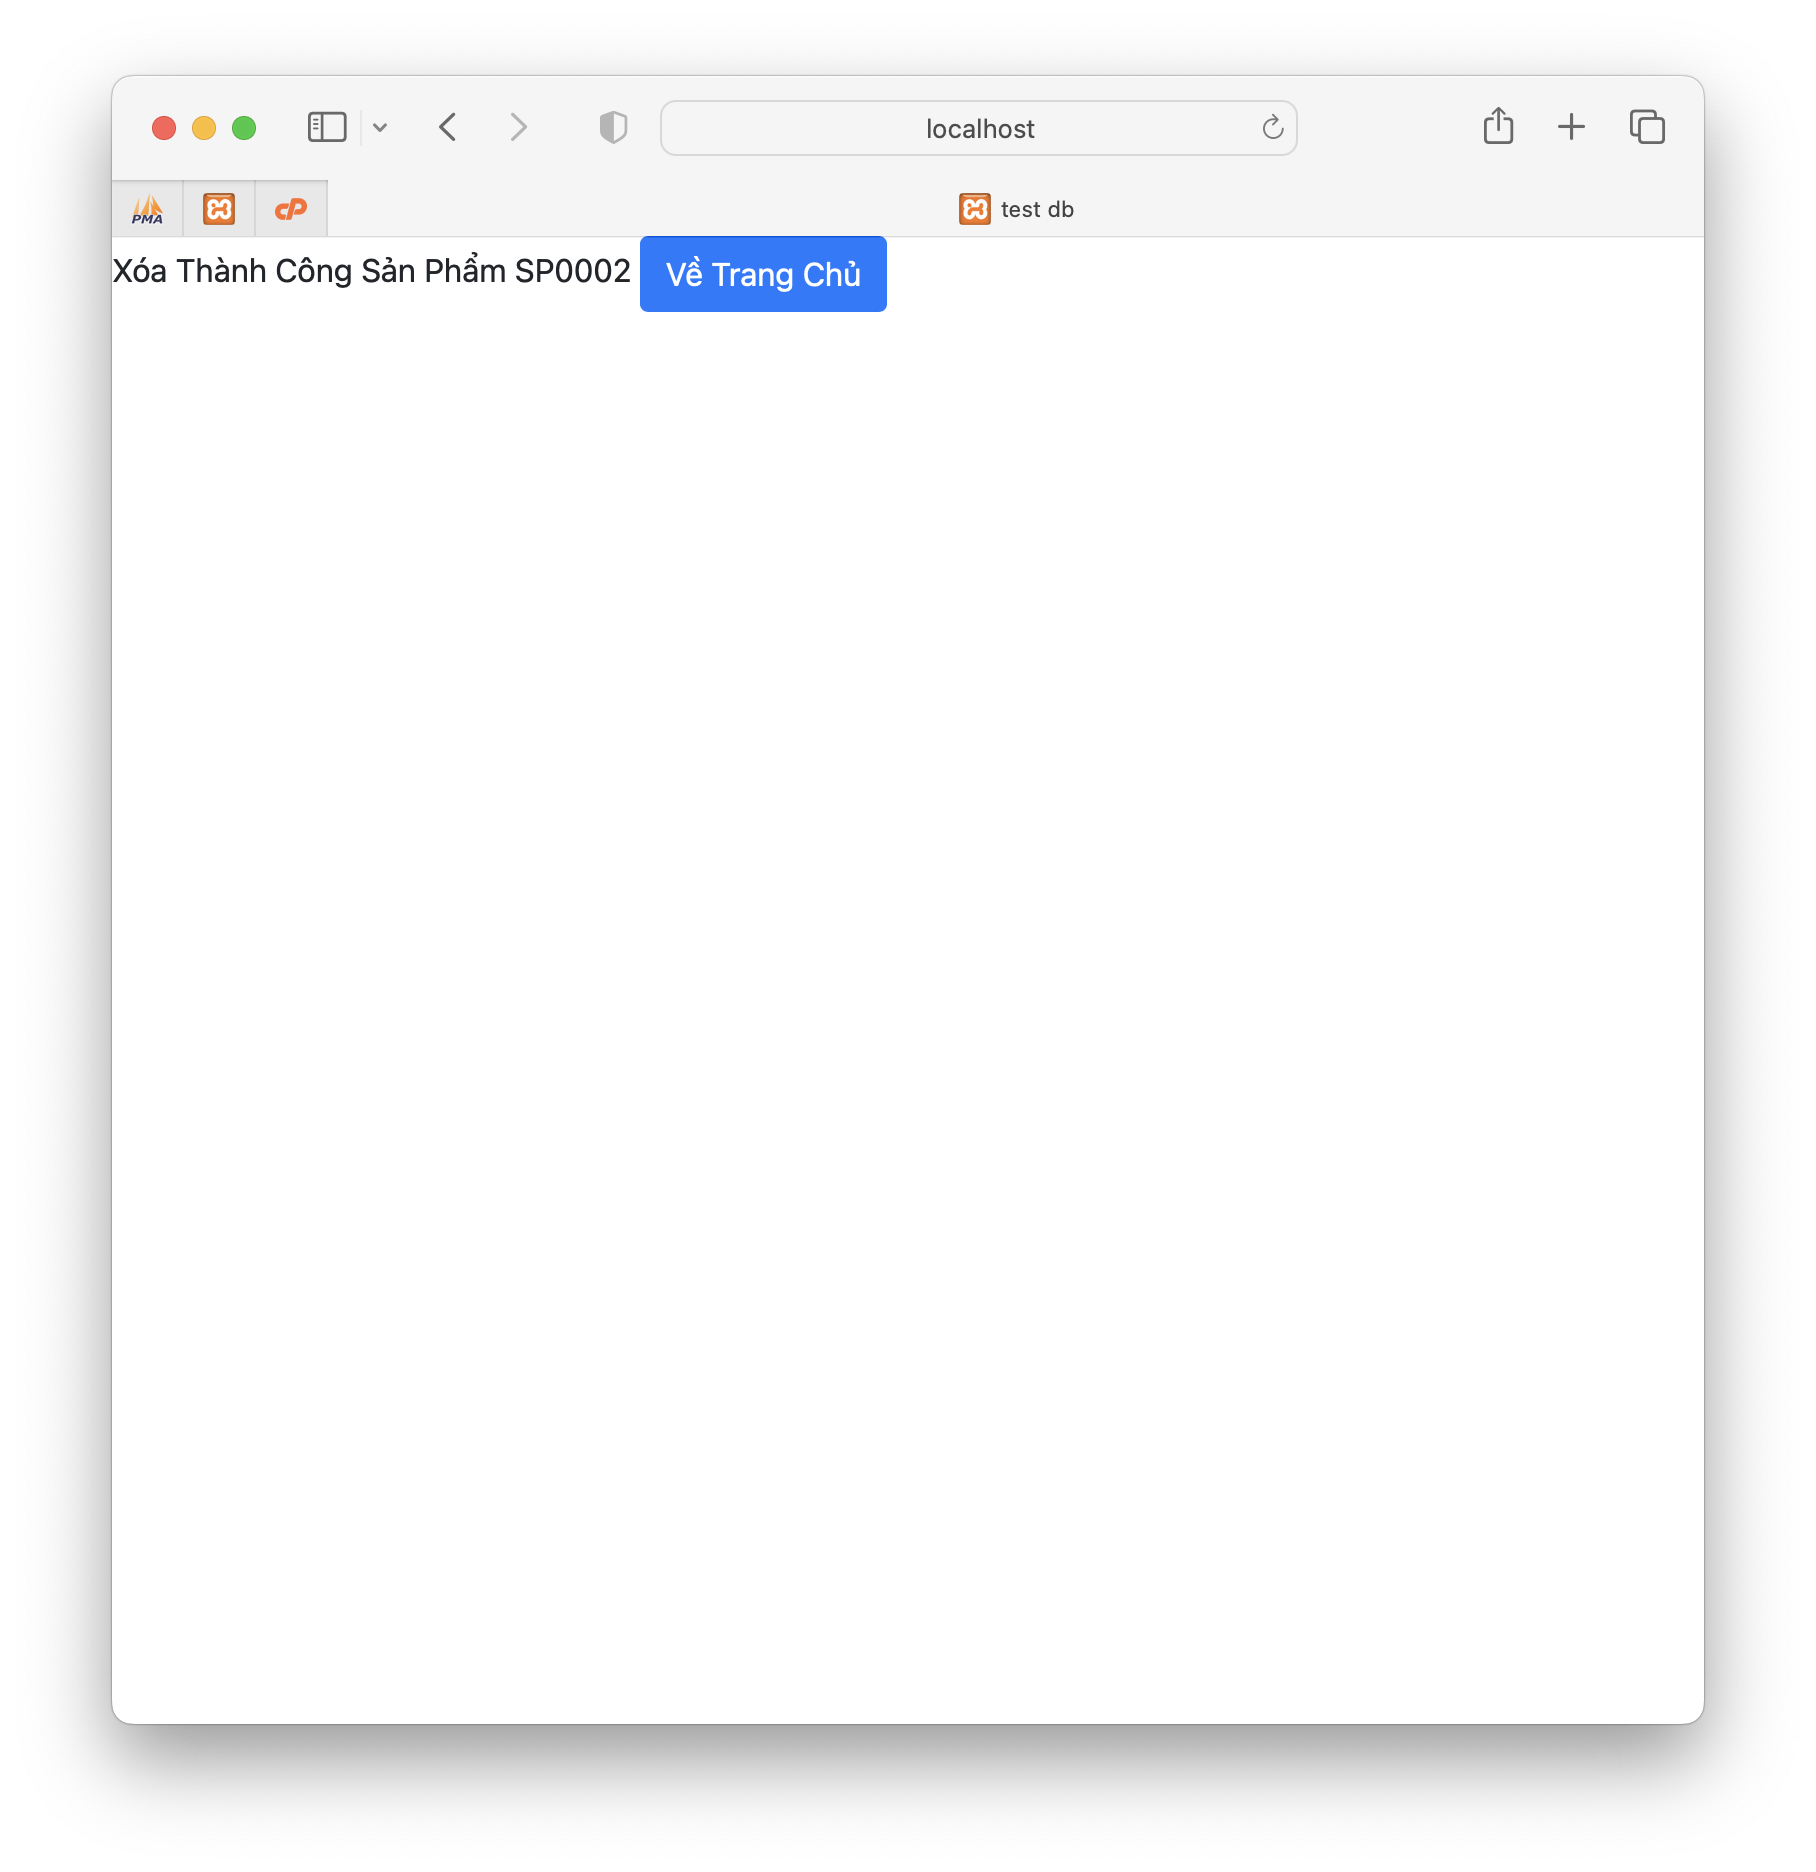 localhost
PMA
test db
Xóa Thành Công Sản Phẩm SP0002 Về Trang Chủ